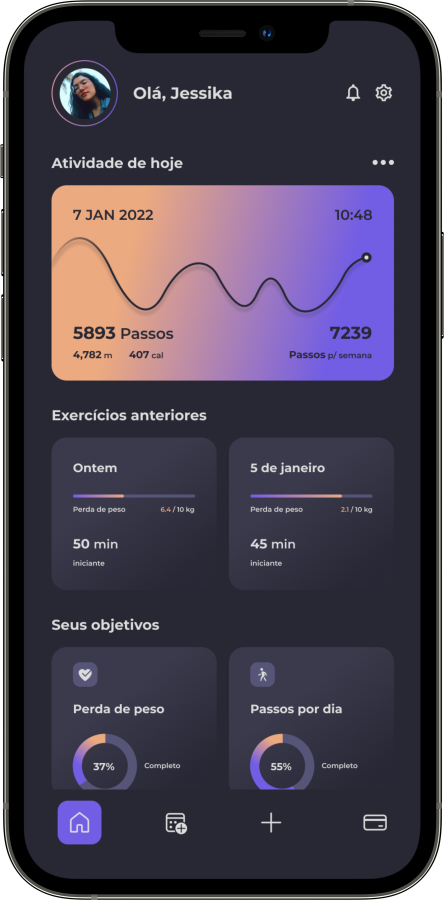 Olá, Jessika
Atividade de hoje
7 JAN 2022 10:48
5893 Passos 7239
4,782 m 407 cal Passos p/ semana
Exercícios anteriores
Ontem
Perda de peso 6.4 / 10 kg
50 min
iniciante
5 de janeiro
Perda de peso 2.1 / 10 kg
45 min
iniciante
Seus objetivos
Perda de peso
37% Completo
Passos por dia
55% Completo